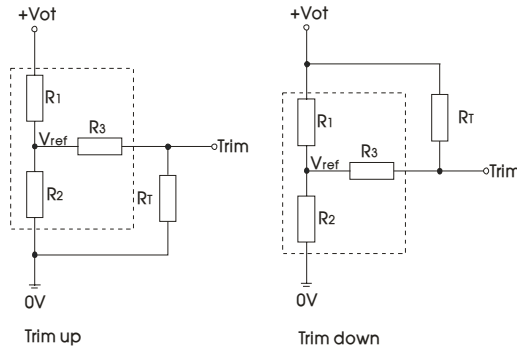 +Vot
R1
Vref
R3
Trim
R2
RT
0V
Trim up
+Vot
R1
RT
Vref
R3
Trim
R2
0V
Trim down